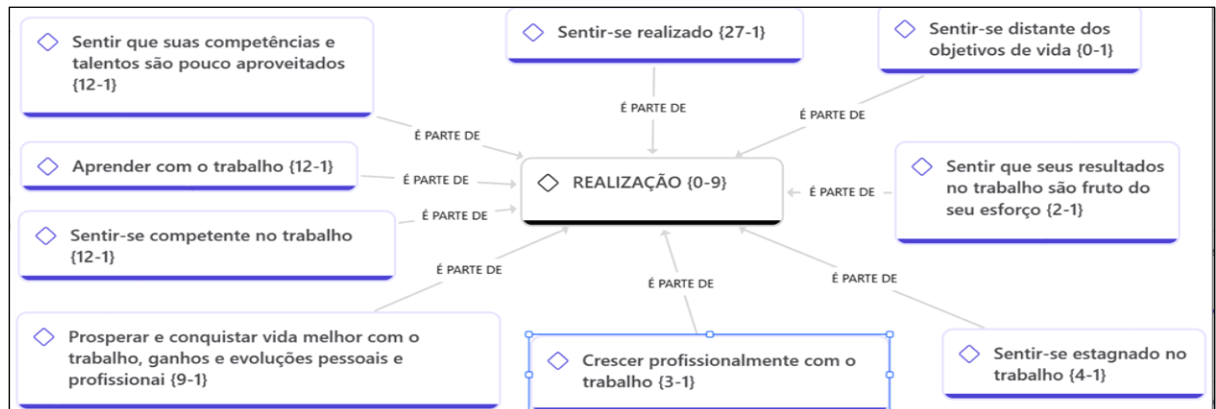 Sentir que suas competências e
talentos são pouco aproveitados
{12-1}
Sentir-se realizado {27-1}
Sentir-se distante dos
objetivos de vida {0-1}
É PARTE DE
É PARTE DE
É PARTE DE
Aprender com o trabalho {12-1}
É PARTE DE
REALIZAÇÃO {0-9}
É PARTE DE
Sentir que seus resultados
no trabalho são fruto do
seu esforço {2-1}
Sentir-se competente no trabalho
{12-1}
É PARTE DE
É PARTE DE
É PARTE DE
É PARTE DE
Prosperar e conquistar vida melhor com o
trabalho, ganhos e evoluções pessoais e
profissionai {9-1}
Crescer profissionalmente com o
trabalho {3-1}
Sentir-se estagnado no
trabalho {4-1}